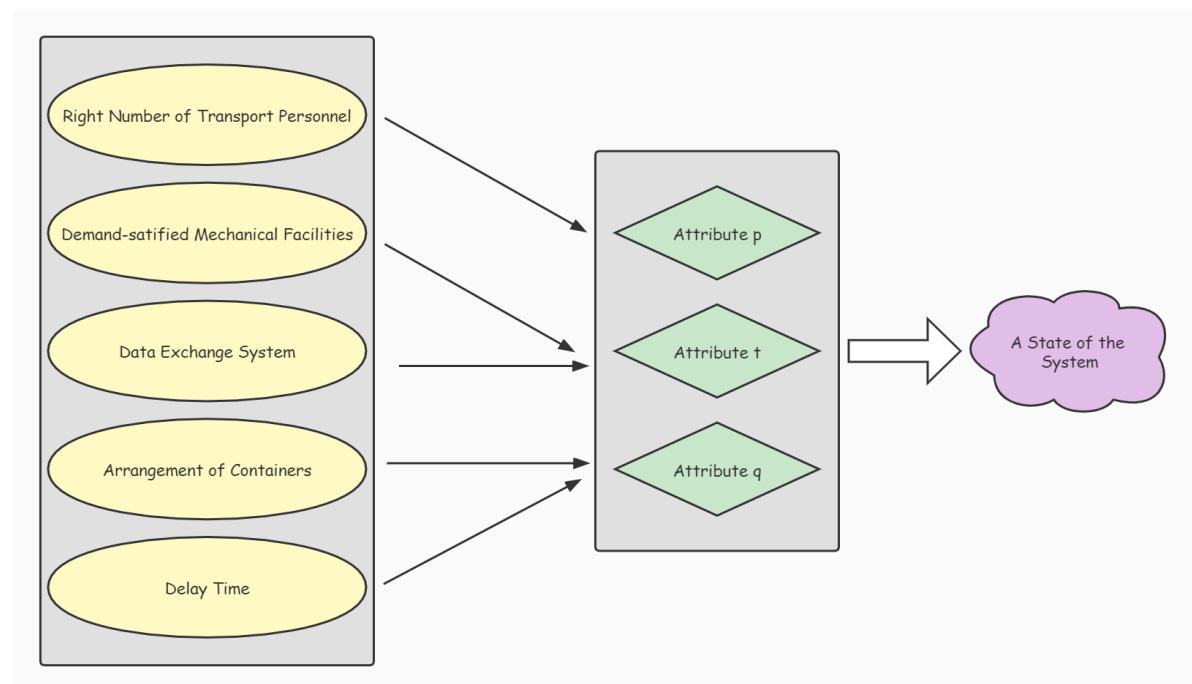 Right Number of Transport Personnel
Demand-satified Mechanical Facilities
Data Exchange System
Arrangement of Containers
Delay Time
Attribute p
Attribute t
Attribute q
A State of the
System